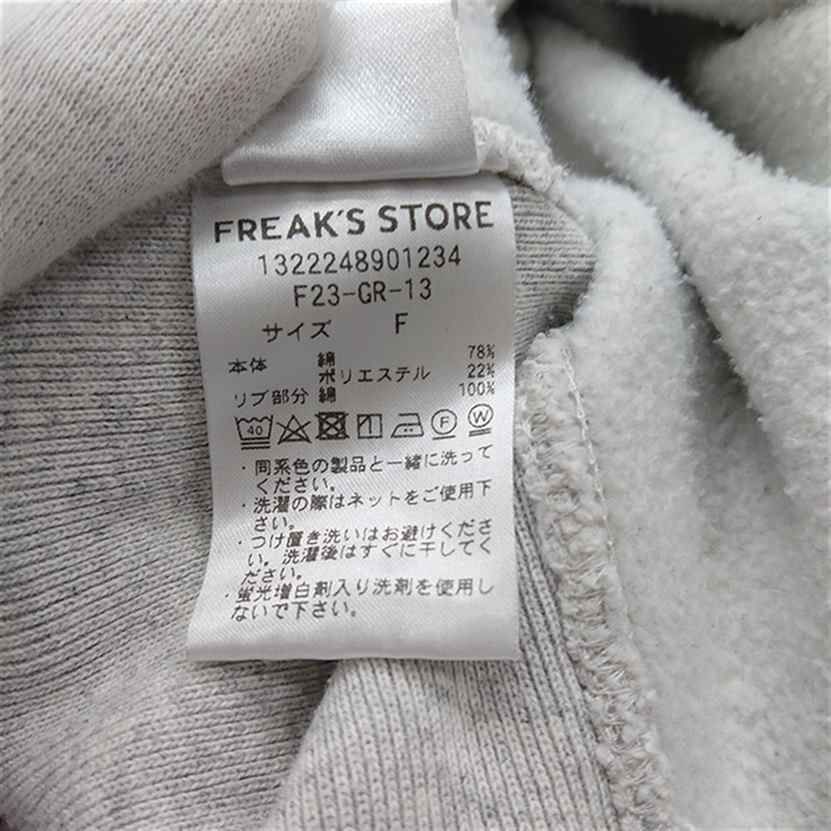 FREAK'S STORE
1322248901234
F23-GR-13
サイズ F
本体 綿 78%
ポリエステル 22%
リブ部分 綿 100%
40 F W
・同系色の製品と一緒に洗って
ください。
・洗濯の際はネットをご使用下
さい。
・つけ置き洗いはお避けくださ
い。洗濯後はすぐに干してく
ださい。
・蛍光増白剤入り洗剤を使用し
ないで下さい。